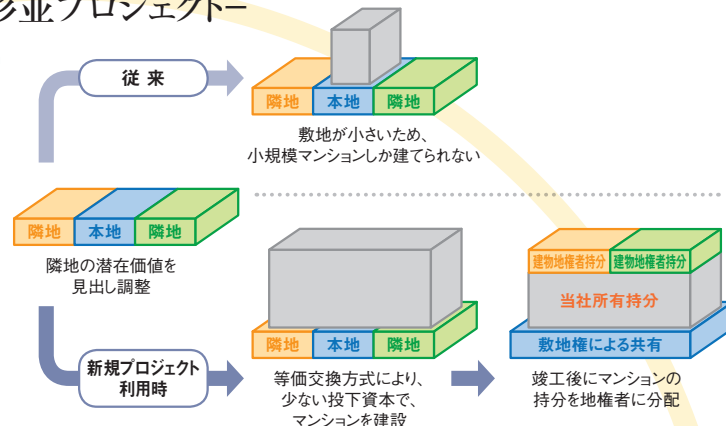 杉並プロジェクト
従来
隣地 本地 隣地
敷地が小さいため、
小規模マンションしか建てられない
隣地 本地 隣地
隣地の潜在価値を
見出し調整
新規プロジェクト
利用時
隣地 本地 隣地
等価交換方式により、
少ない投下資本で、
マンションを建設
建物地権者持分 建物地権者持分
当社所有持分
敷地権による共有
竣工後にマンションの
持分を地権者に分配